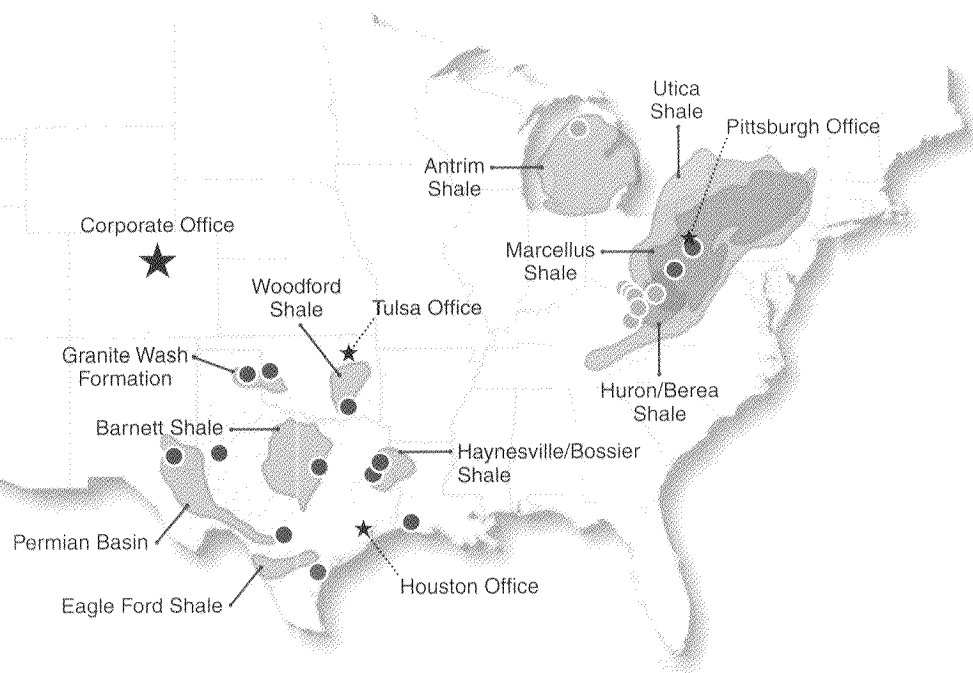 Utica
Shale
Pittsburgh Office
Antrim
Shale
Corporate Office
Marcellus
Shale
Woodford
Shale
Tulsa Office
Granite Wash
Formation
Huron/Berea
Shale
Barnett Shale
Haynesville/Bossier
Shale
Permian Basin
Houston Office
Eagle Ford Shale